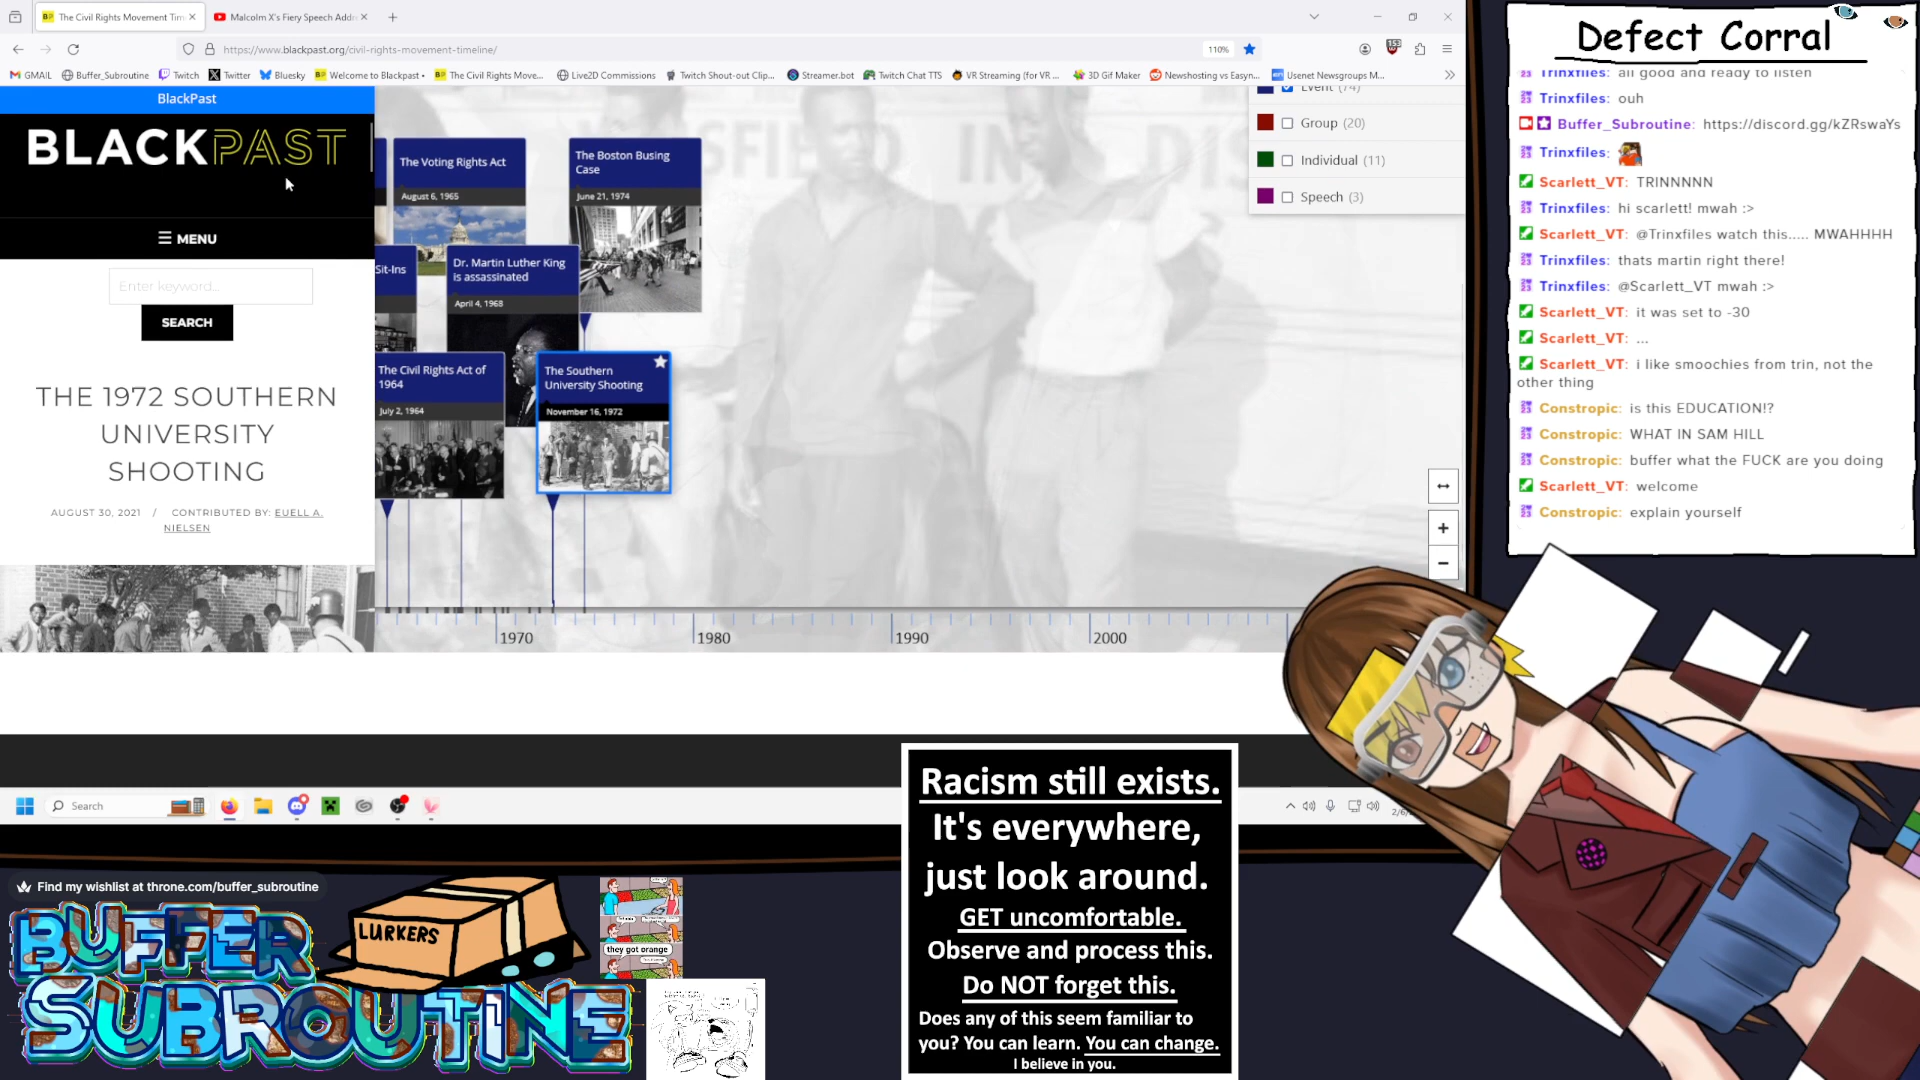 The Civil Rights Movement Tim
Malcolm X's Fiery Speech Addr
https://www.blackpast.org/civil-rights-movement-timeline/
110%
GMAIL
Buffer_Subroutine
Twitch
Twitter
Bluesky
Welcome to Blackpast •
The Civil Rights Move...
Live2D Commissions
Twitch Shout-out Clip...
Streamer.bot
Twitch Chat TTS
VR Streaming (for VR ...
3D Gif Maker
Newshosting vs Easyn...
Usenet Newsgroups M...
BlackPast
BLACKPAST
MENU
Enter keyword...
SEARCH
THE 1972 SOUTHERN
UNIVERSITY
SHOOTING
AUGUST 30, 2021 / CONTRIBUTED BY: EUELL A.
NIELSEN
The Voting Rights Act
August 6, 1965
The Boston Busing
Case
June 21, 1974
Sit-Ins
Dr. Martin Luther King
is assassinated
April 4, 1968
The Civil Rights Act of
1964
July 2, 1964
The Southern
University Shooting
November 16, 1972
Event (74)
Group (20)
Individual (11)
Speech (3)
1970
1980
1990
2000
Search
Defect Corral
Trinxfiles: all good and ready to listen
Trinxfiles: ouh
Buffer_Subroutine: https://discord.gg/kZRswaYs
Trinxfiles:
Scarlett_VT: TRINNNNN
Trinxfiles: hi scarlett! mwah :>
Scarlett_VT: @Trinxfiles watch this..... MWAHHHH
Trinxfiles: thats martin right there!
Trinxfiles: @Scarlett_VT mwah :>
Scarlett_VT: it was set to -30
Scarlett_VT: ...
Scarlett_VT: i like smoochies from trin, not the
other thing
Constropic: is this EDUCATION!?
Constropic: WHAT IN SAM HILL
Constropic: buffer what the FUCK are you doing
Scarlett_VT: welcome
Constropic: explain yourself
Find my wishlist at throne.com/buffer_subroutine
BUFFER
SUBROUTINE
LURKERS
they got orange
Racism still exists.
It's everywhere,
just look around.
GET uncomfortable.
Observe and process this.
Do NOT forget this.
Does any of this seem familiar to
you? You can learn. You can change.
I believe in you.